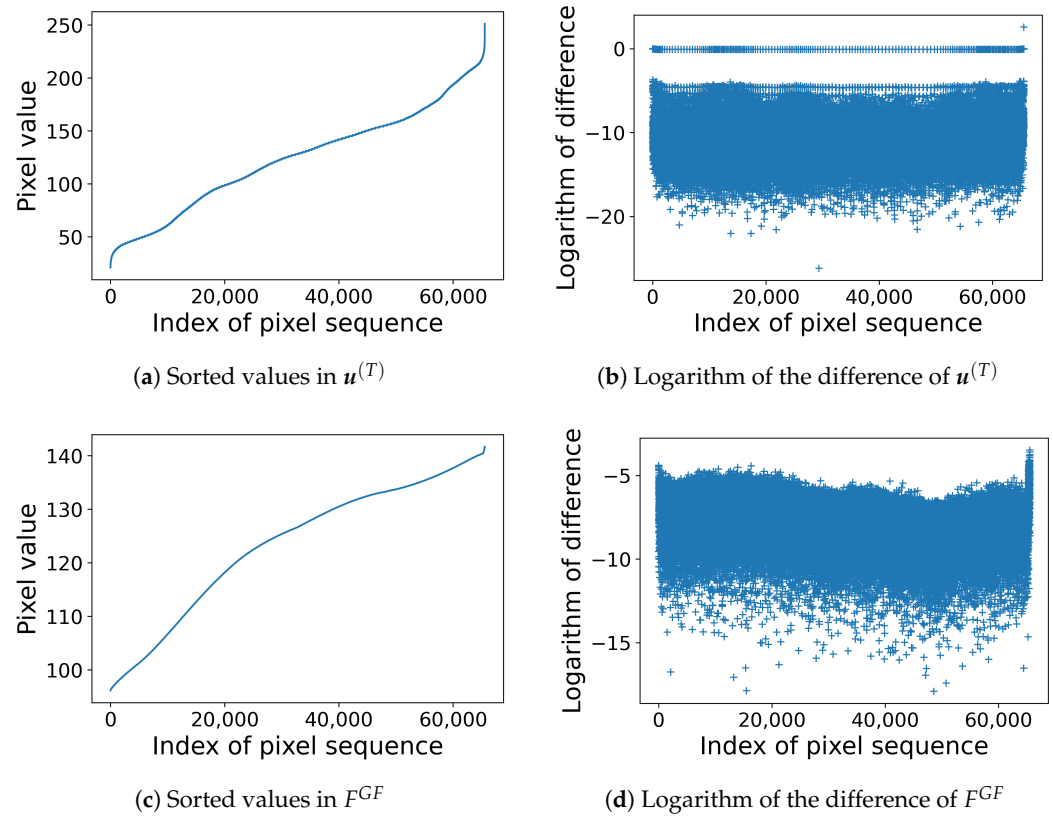 250
200
150
100
50
Pixel value
0 20,000 40,000 60,000
Index of pixel sequence
(a) Sorted values in u^(T)
0
−10
−20
Logarithm of difference
0 20,000 40,000 60,000
Index of pixel sequence
(b) Logarithm of the difference of u^(T)
140
130
120
110
100
Pixel value
0 20,000 40,000 60,000
Index of pixel sequence
(c) Sorted values in F^GF
−5
−10
−15
Logarithm of difference
0 20,000 40,000 60,000
Index of pixel sequence
(d) Logarithm of the difference of F^GF